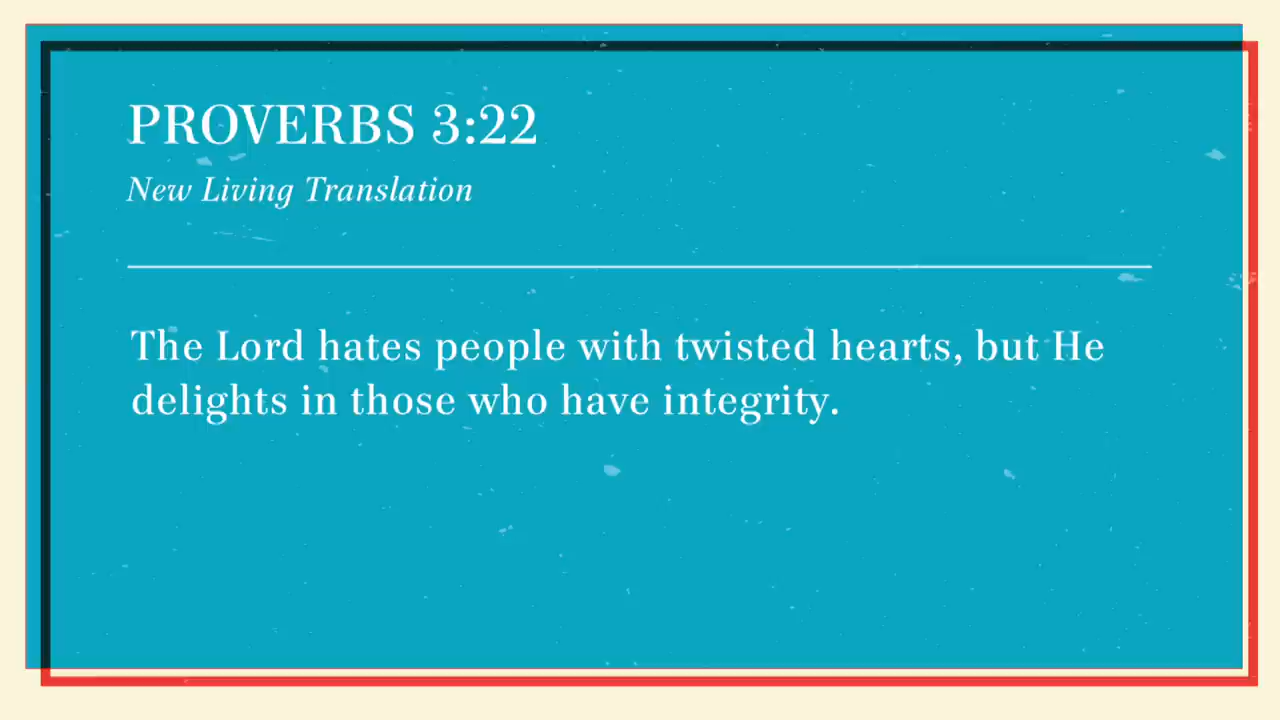 PROVERBS 3:22
New Living Translation
The Lord hates people with twisted hearts, but He
delights in those who have integrity.